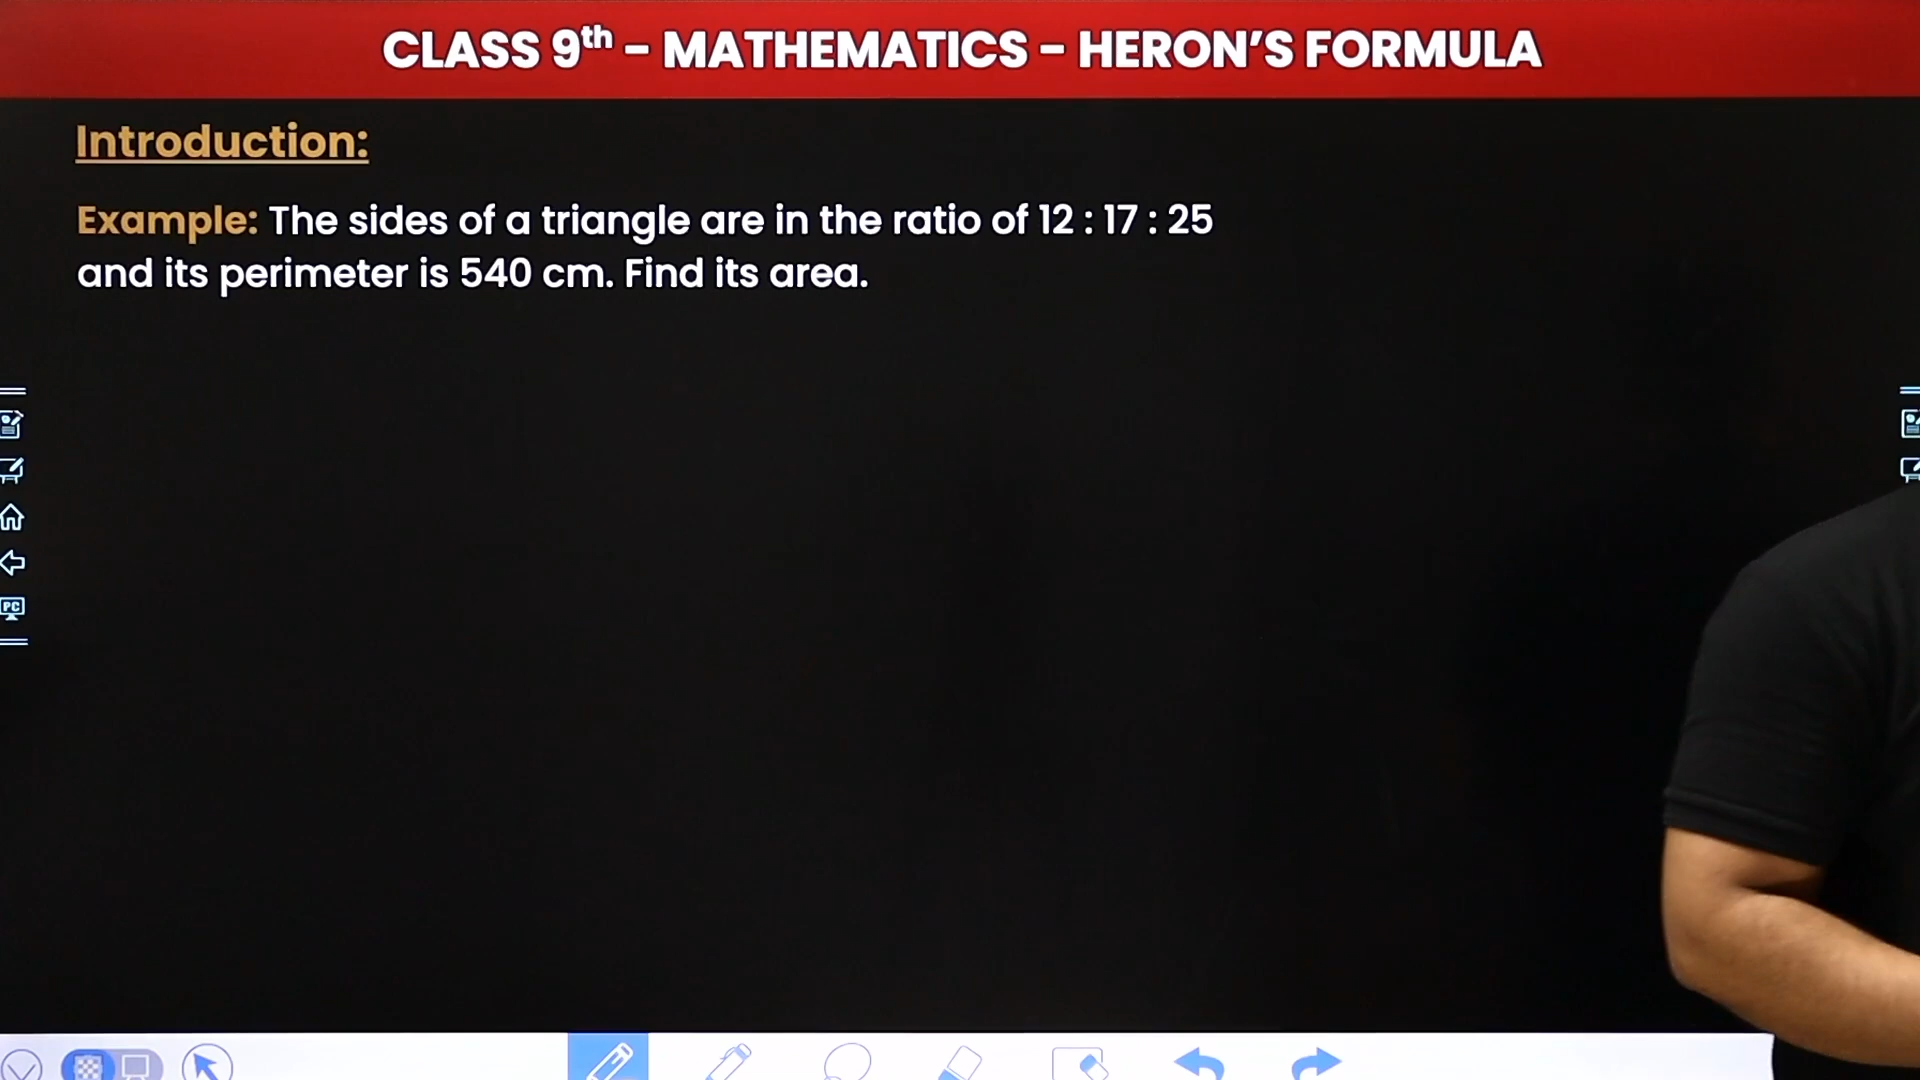 CLASS 9th – MATHEMATICS – HERON'S FORMULA
Introduction:
Example: The sides of a triangle are in the ratio of 12 : 17 : 25
and its perimeter is 540 cm. Find its area.
PC